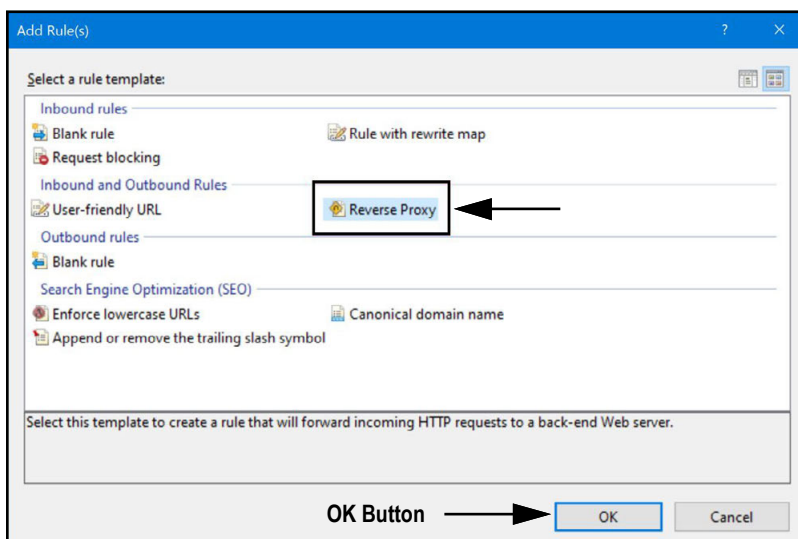 Add Rule(s)
Select a rule template:
Inbound rules
Blank rule
Rule with rewrite map
Request blocking
Inbound and Outbound Rules
User-friendly URL
Reverse Proxy
Outbound rules
Blank rule
Search Engine Optimization (SEO)
Enforce lowercase URLs
Canonical domain name
Append or remove the trailing slash symbol
Select this template to create a rule that will forward incoming HTTP requests to a back-end Web server.
OK Button
OK
Cancel